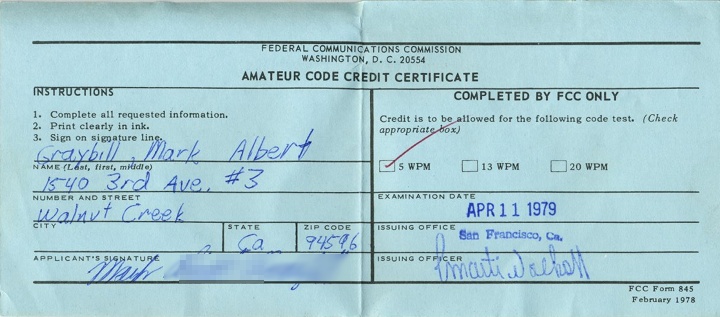 FEDERAL COMMUNICATIONS COMMISSION
WASHINGTON, D. C. 20554
AMATEUR CODE CREDIT CERTIFICATE
INSTRUCTIONS
1. Complete all requested information.
2. Print clearly in ink.
3. Sign on signature line.
Graybill, Mark Albert
NAME (Last, first, middle)
1540 3rd Ave. #3
NUMBER AND STREET
Walnut Creek
CITY
STATE
ZIP CODE
Ca. 94596
APPLICANT'S SIGNATURE
Mark
COMPLETED BY FCC ONLY
Credit is to be allowed for the following code test. (Check
appropriate box)
5 WPM 13 WPM 20 WPM
EXAMINATION DATE
APR 11 1979
ISSUING OFFICE
San Francisco, Ca.
ISSUING OFFICER
FCC Form 845
February 1978